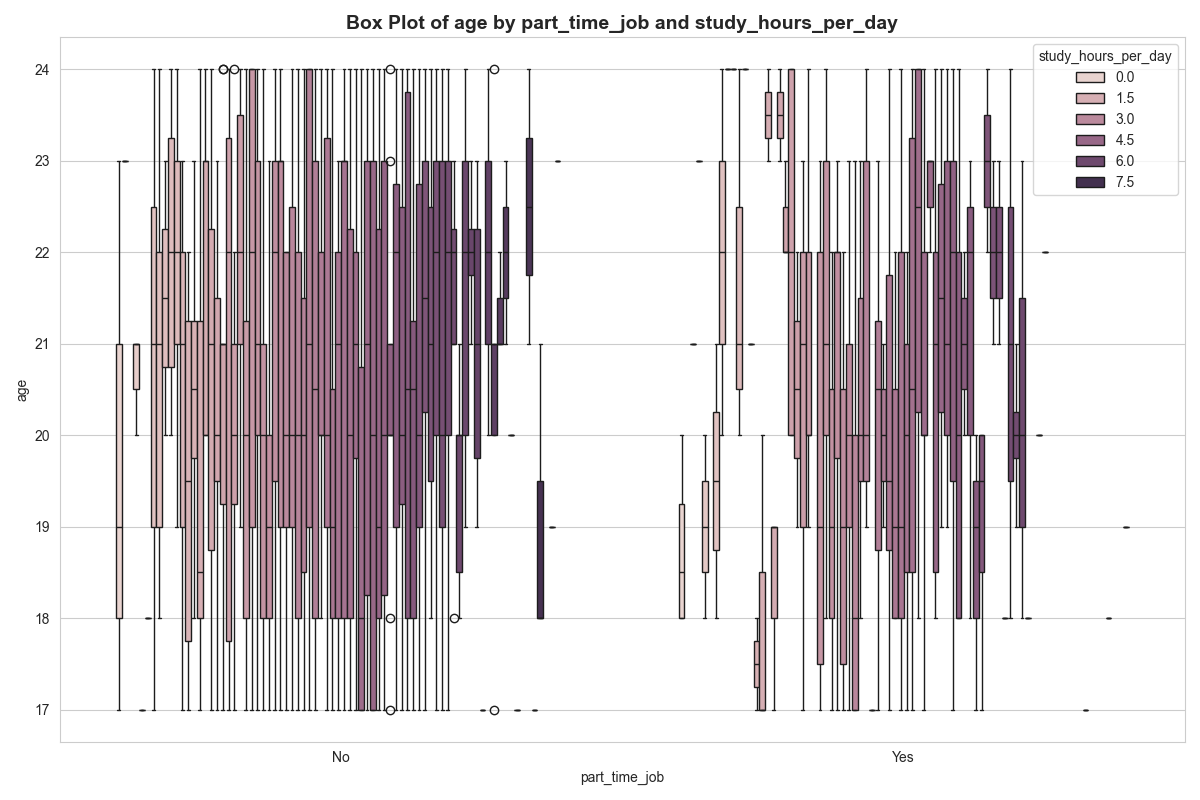 Box Plot of age by part_time_job and study_hours_per_day
study_hours_per_day
0.0
1.5
3.0
4.5
6.0
7.5
24
23
22
21
20
19
18
17
age
No
Yes
part_time_job